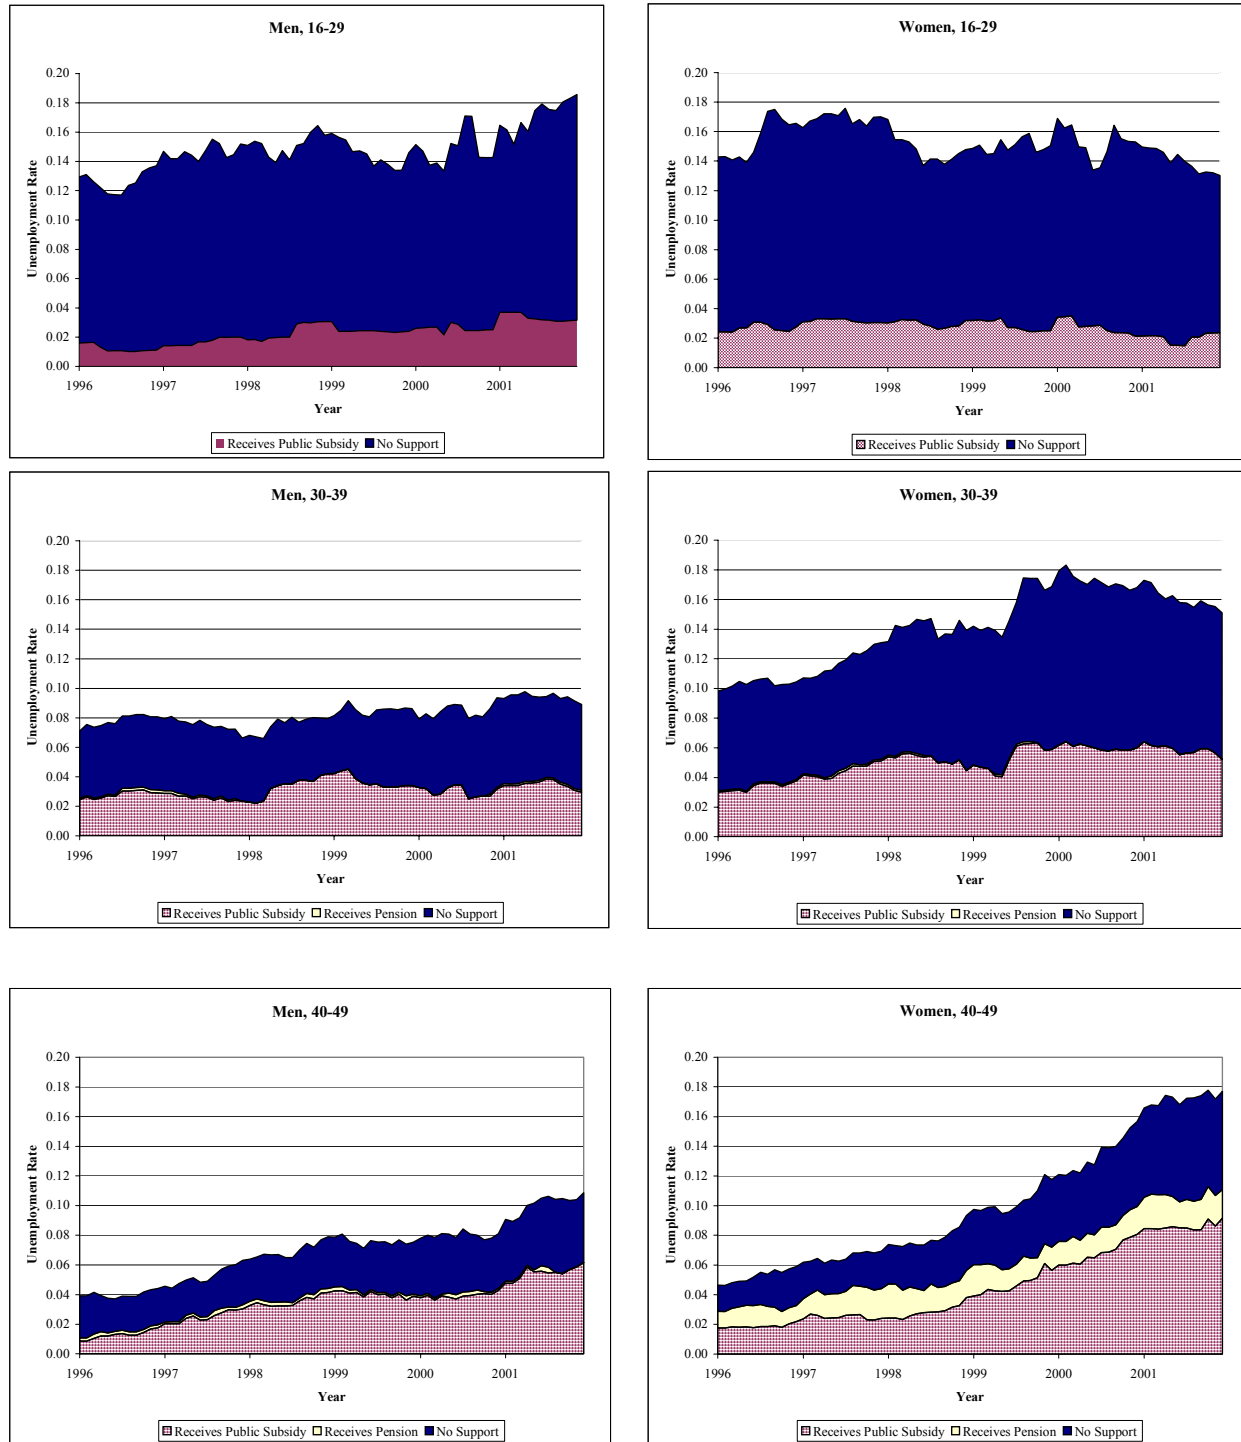 Men, 16-29
Unemployment Rate
0.20
0.18
0.16
0.14
0.12
0.10
0.08
0.06
0.04
0.02
0.00
1996 1997 1998 1999 2000 2001
Year
Receives Public Subsidy No Support
Women, 16-29
Unemployment Rate
0.20
0.18
0.16
0.14
0.12
0.10
0.08
0.06
0.04
0.02
0.00
1996 1997 1998 1999 2000 2001
Year
Receives Public Subsidy No Support
Men, 30-39
Unemployment Rate
0.20
0.18
0.16
0.14
0.12
0.10
0.08
0.06
0.04
0.02
0.00
1996 1997 1998 1999 2000 2001
Year
Receives Public Subsidy Receives Pension No Support
Women, 30-39
Unemployment Rate
0.20
0.18
0.16
0.14
0.12
0.10
0.08
0.06
0.04
0.02
0.00
1996 1997 1998 1999 2000 2001
Year
Receives Public Subsidy Receives Pension No Support
Men, 40-49
Unemployment Rate
0.20
0.18
0.16
0.14
0.12
0.10
0.08
0.06
0.04
0.02
0.00
1996 1997 1998 1999 2000 2001
Year
Receives Public Subsidy Receives Pension No Support
Women, 40-49
Unemployment Rate
0.20
0.18
0.16
0.14
0.12
0.10
0.08
0.06
0.04
0.02
0.00
1996 1997 1998 1999 2000 2001
Year
Receives Public Subsidy Receives Pension No Support